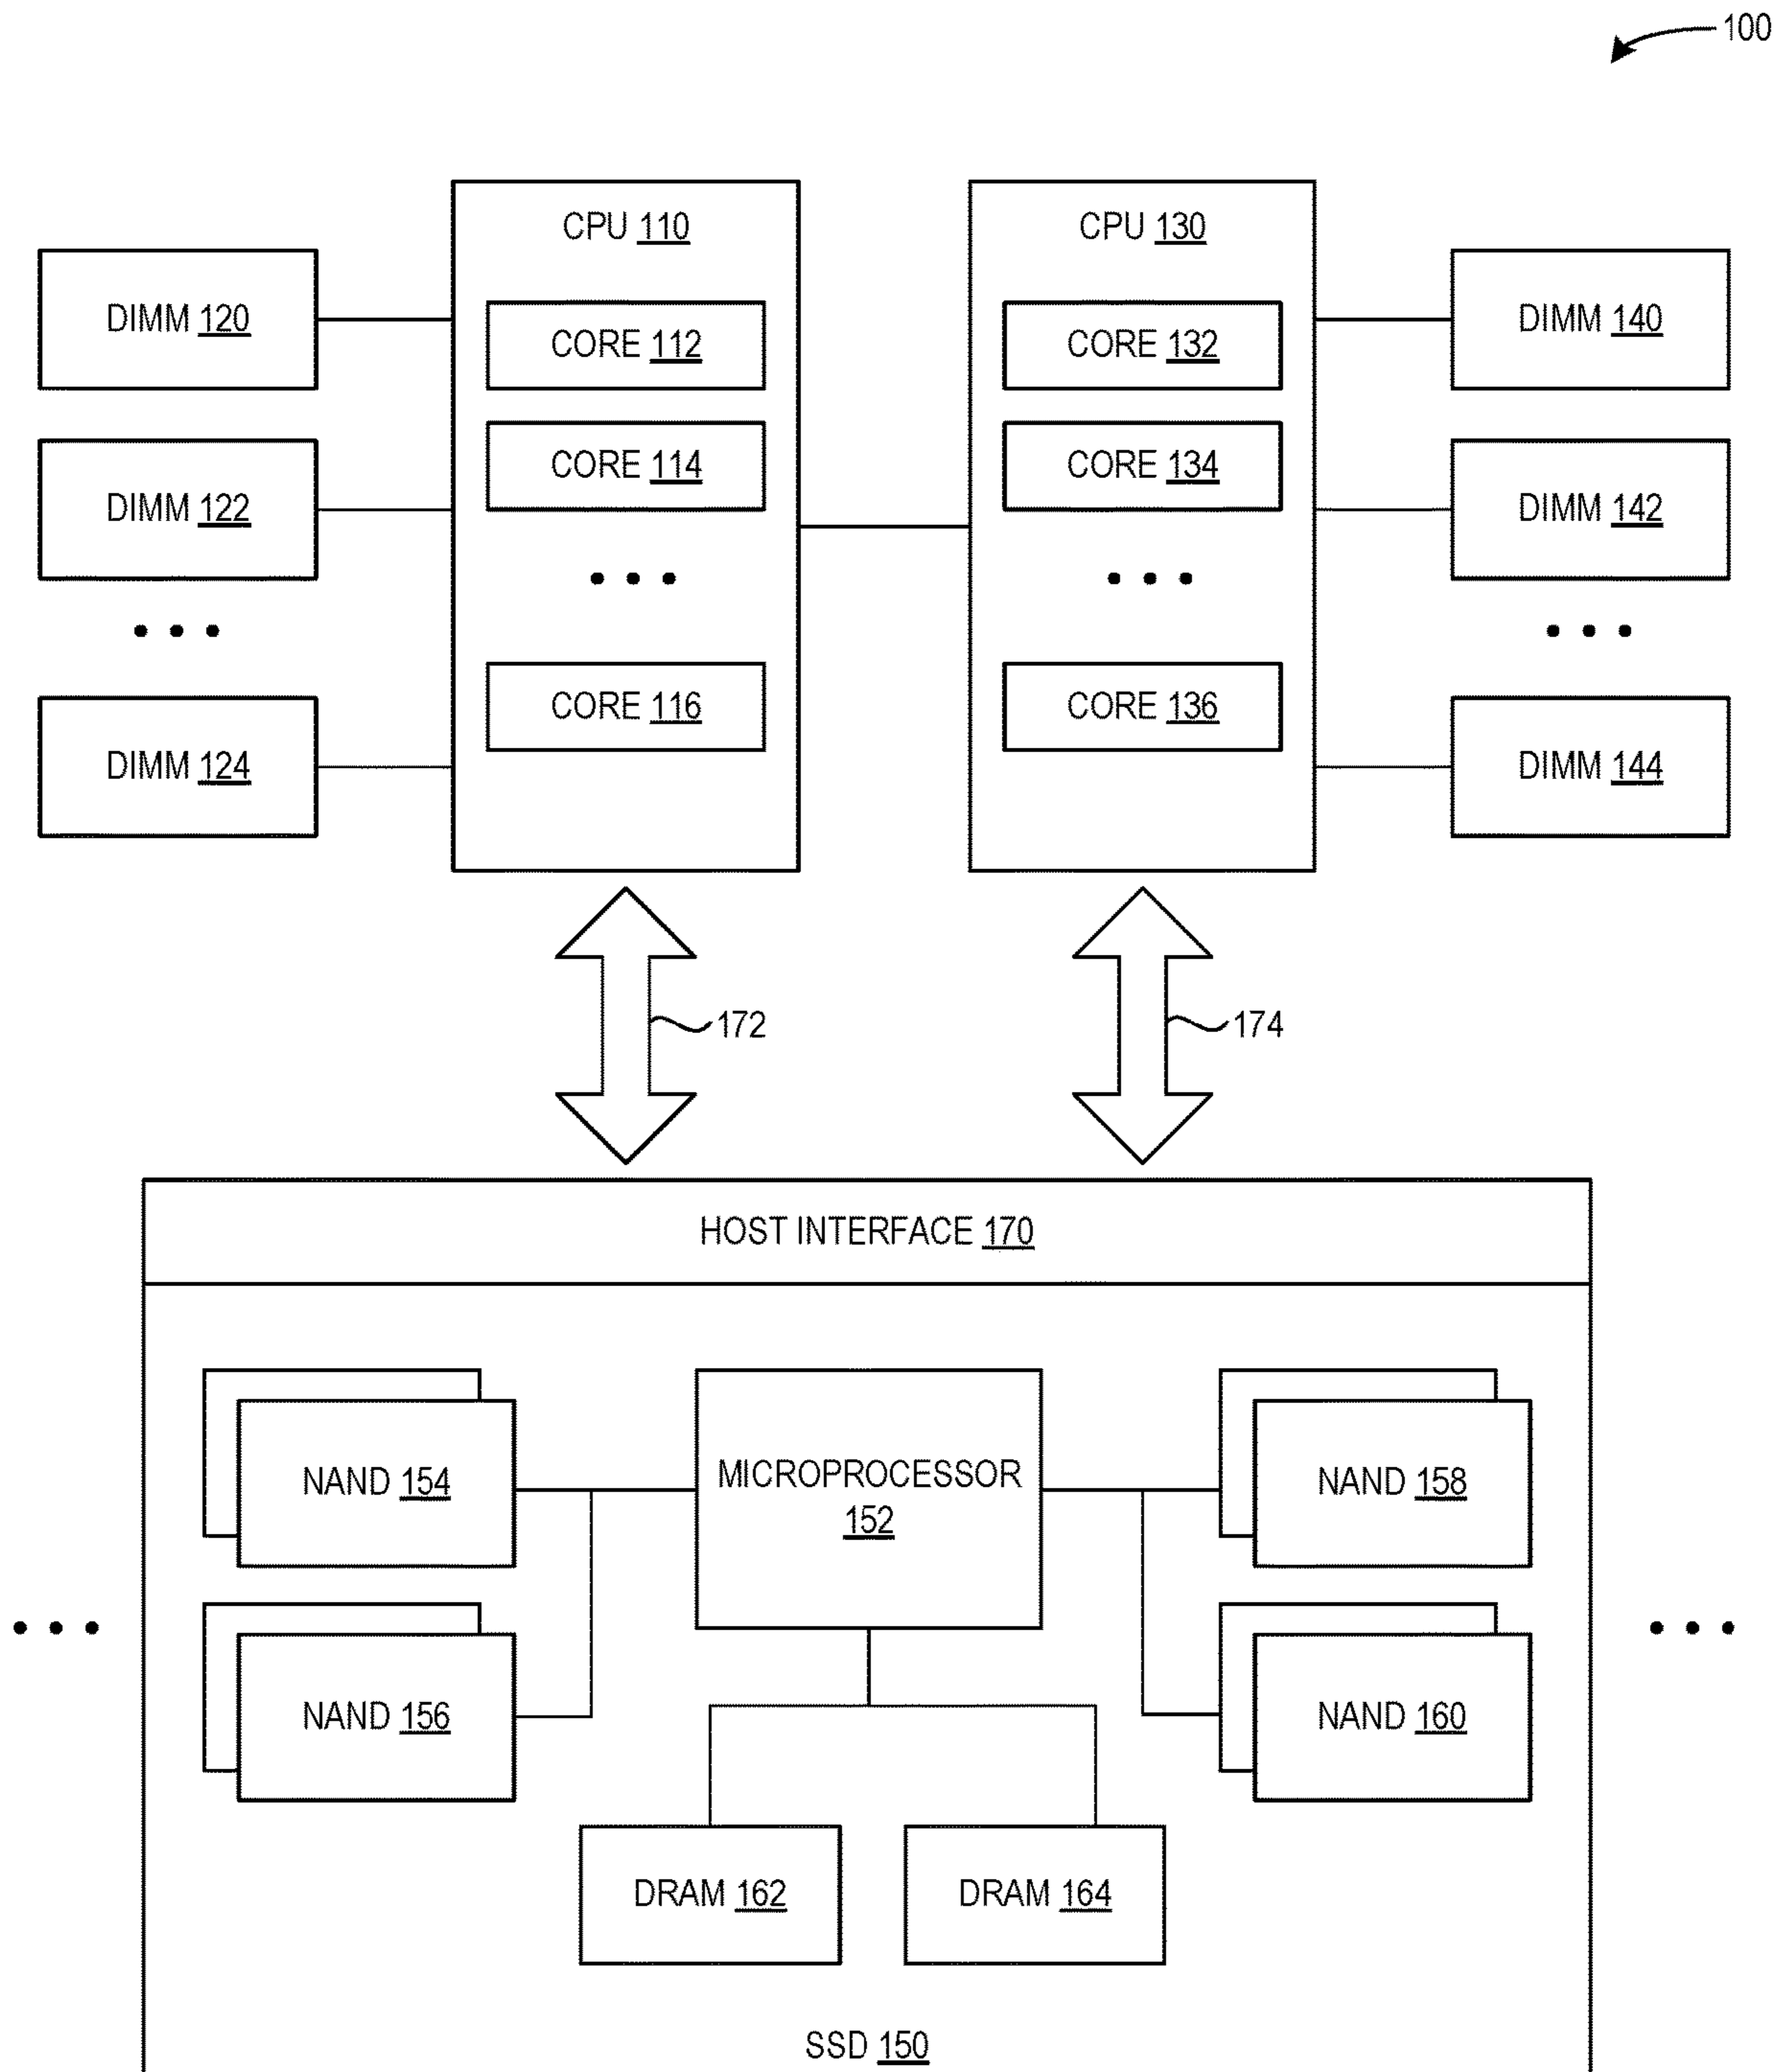 100
CPU 110
CPU 130
DIMM 120
CORE 112
CORE 132
DIMM 140
CORE 114
CORE 134
DIMM 122
DIMM 142
CORE 116
CORE 136
DIMM 124
DIMM 144
172
174
HOST INTERFACE 170
NAND 154
MICROPROCESSOR
152
NAND 158
NAND 156
NAND 160
DRAM 162
DRAM 164
SSD 150